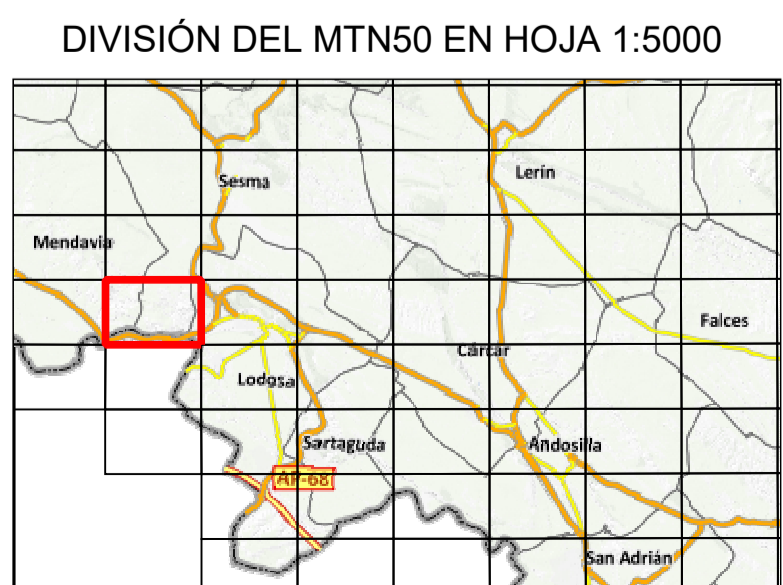 DIVISIÓN DEL MTN50 EN HOJA 1:5000
Lerín
Sesma
Mendavia
Falces
Cárcar
Lodosa
Sartaguda
Andosilla
AP-68
San Adrián